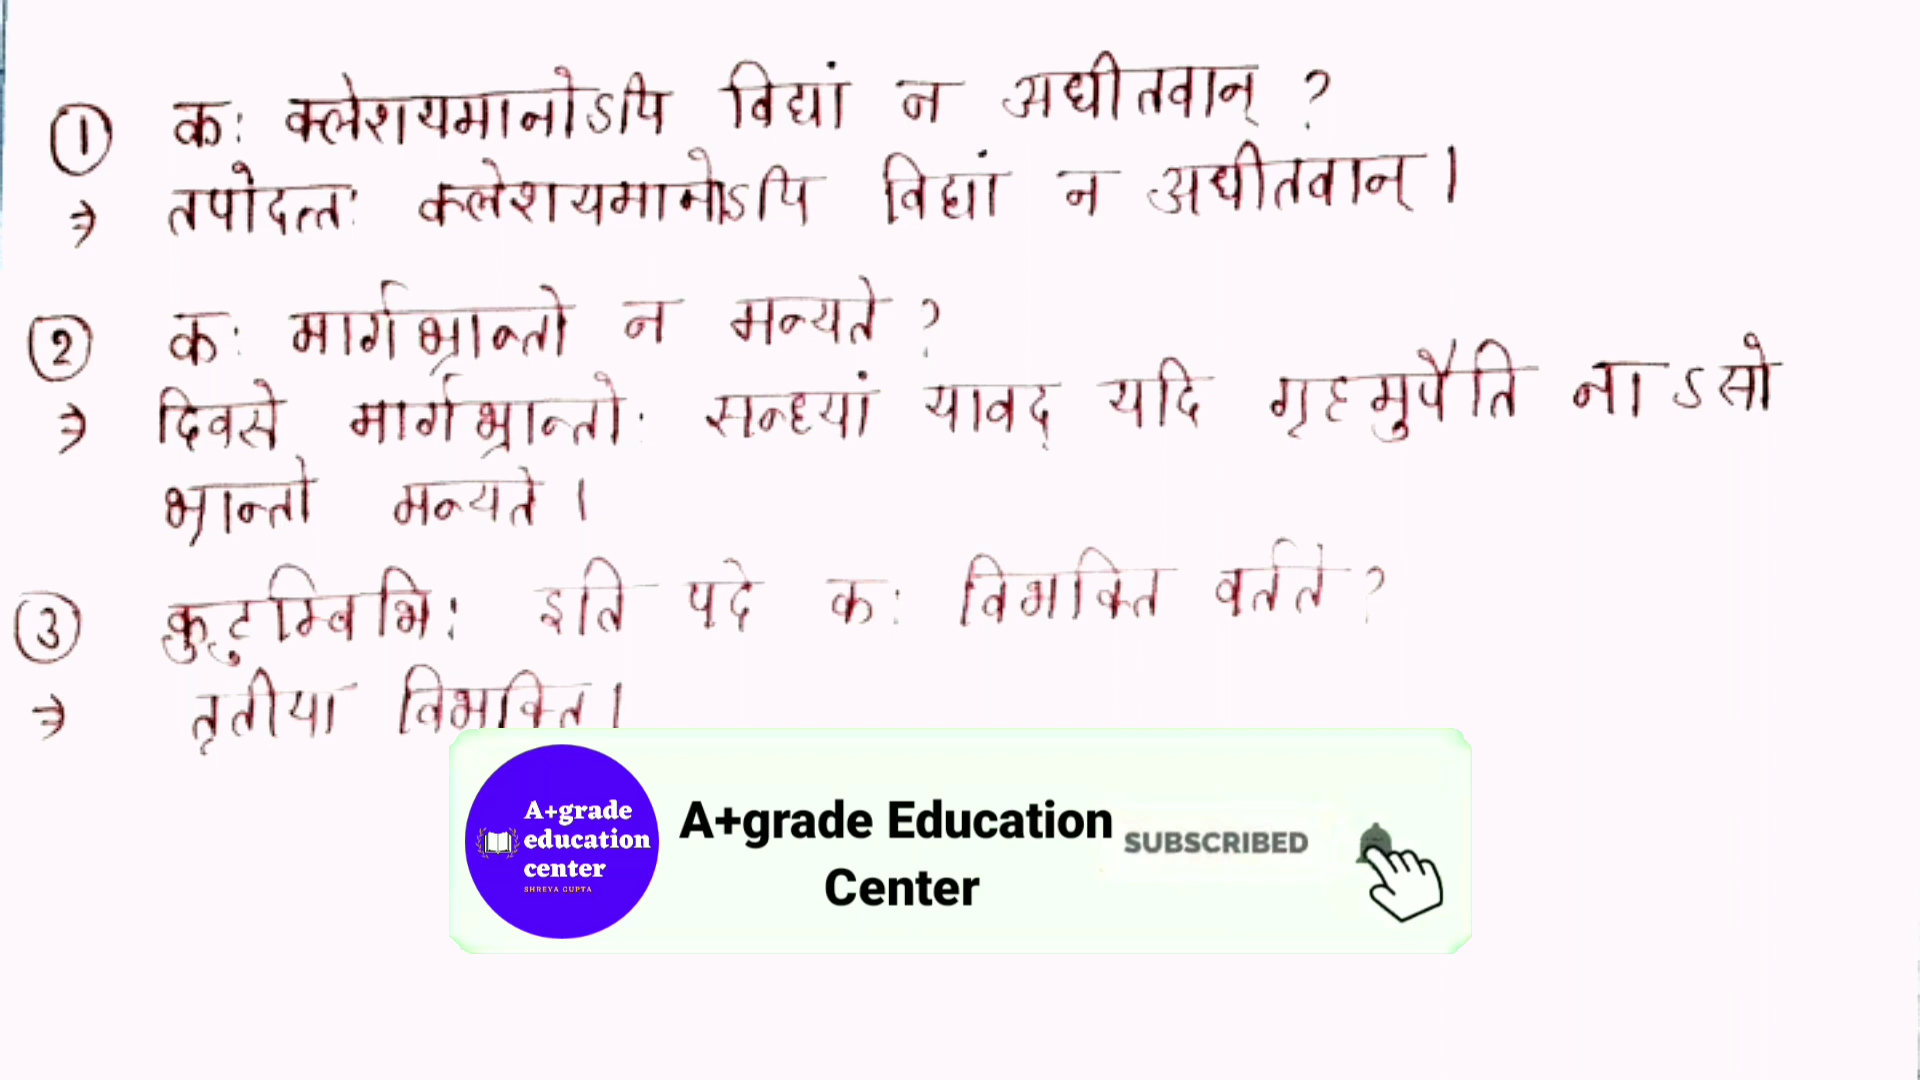 ① कः क्लेशयमानोऽपि विद्यां न अधीतवान् ?
⇒ तपोदत्तः क्लेशयमानोऽपि विद्यां न अधीतवान् ।
② कः मार्गभ्रान्तो न मन्यते ?
⇒ दिवसे मार्गभ्रान्तोः सन्ध्यां यावद् यदि गृहमुपैति नाऽसो
भ्रान्तो मन्यते ।
③ कुटुम्बिभिः इति पदे कः विभक्ति वर्तते ?
⇒ तृतीया विभक्ति ।
A+grade
education
center
SHREYA GUPTA
A+grade Education
Center
SUBSCRIBED